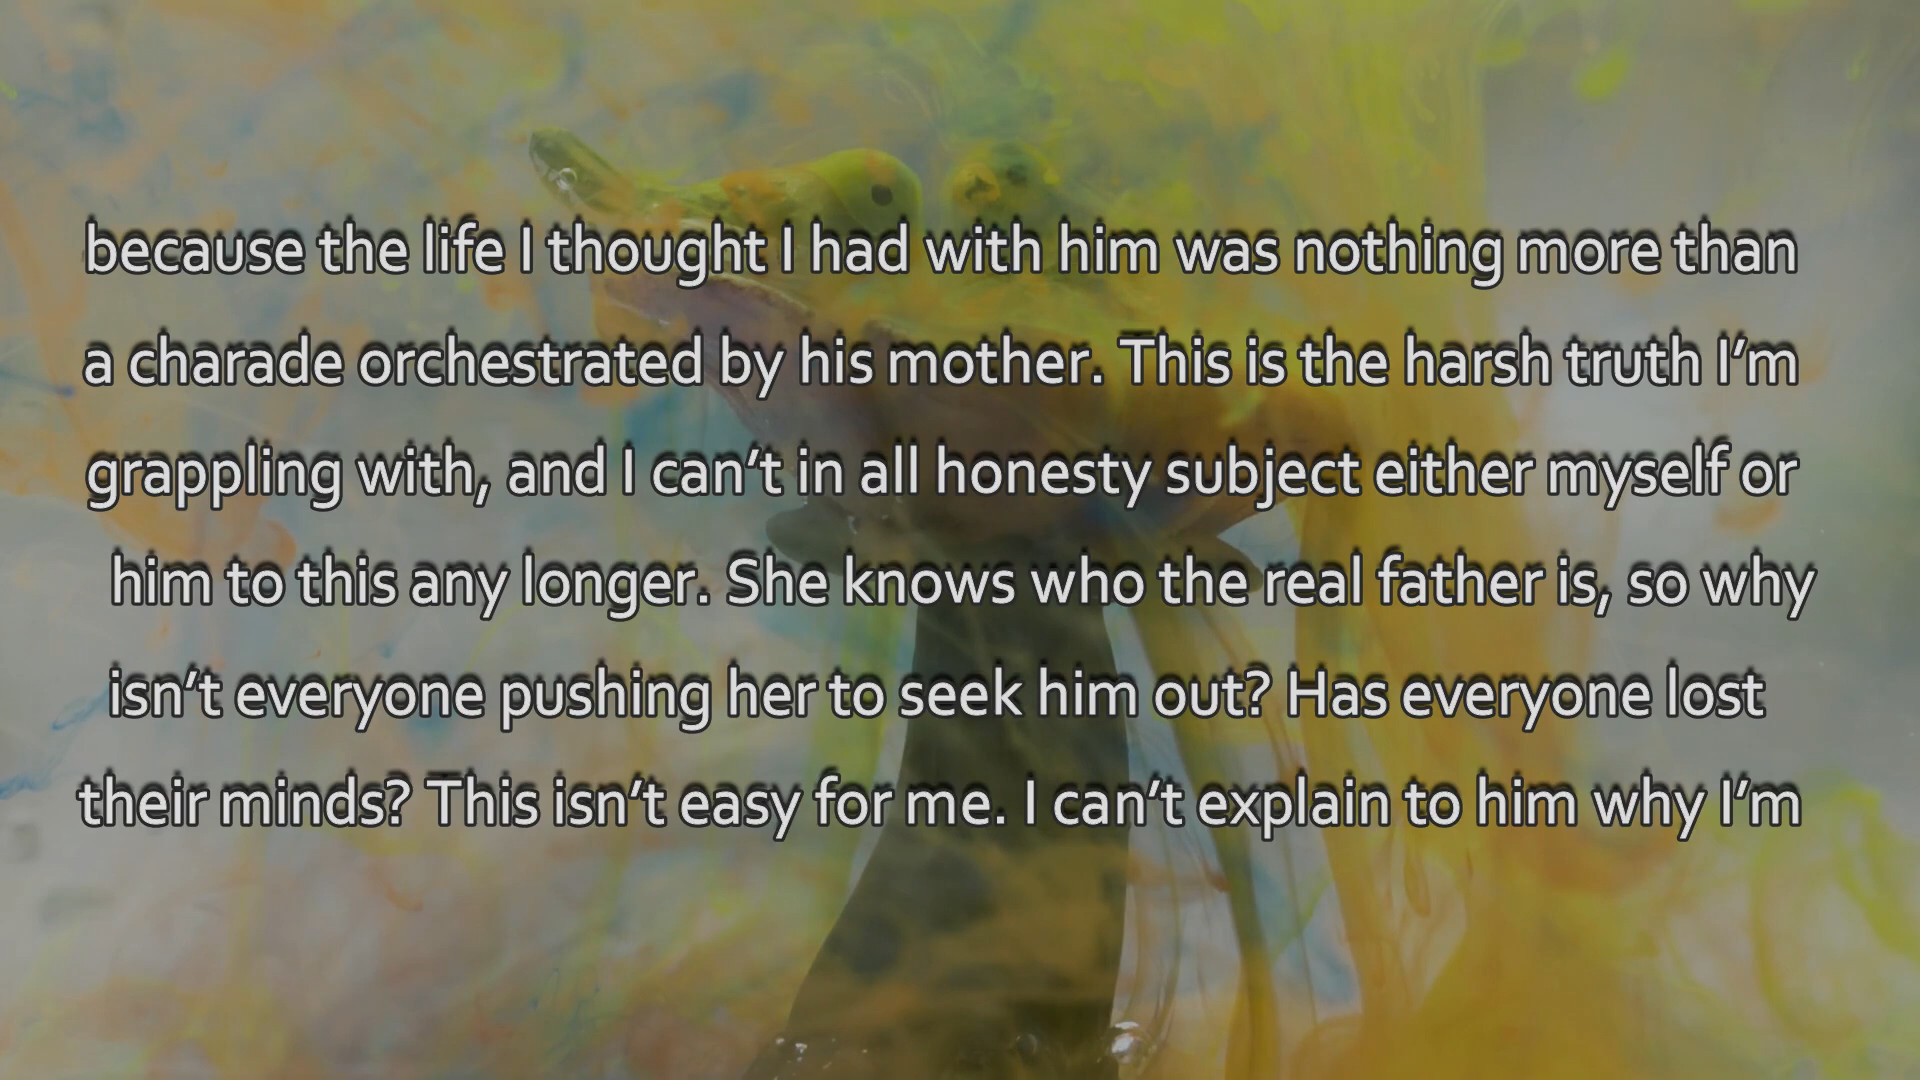 because the life I thought I had with him was nothing more than
a charade orchestrated by his mother. This is the harsh truth I’m
grappling with, and I can’t in all honesty subject either myself or
him to this any longer. She knows who the real father is, so why
isn’t everyone pushing her to seek him out? Has everyone lost
their minds? This isn’t easy for me. I can’t explain to him why I’m